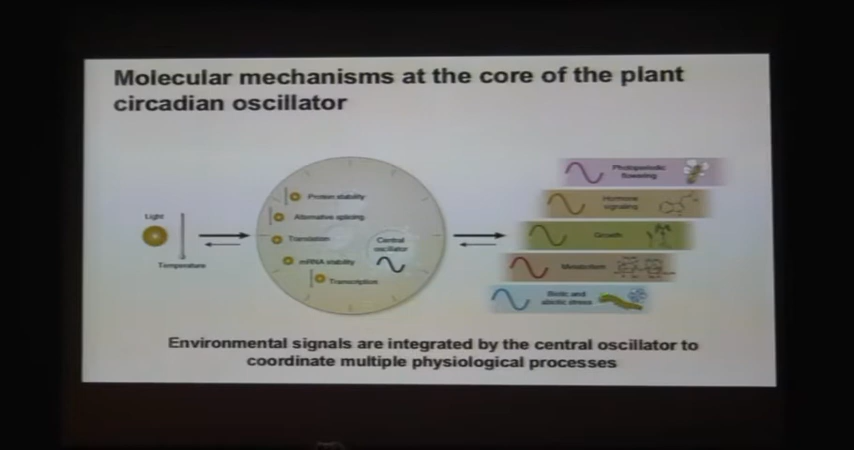 Molecular mechanisms at the core of the plant
circadian oscillator
Light
Temperature
Protein stability
Alternative splicing
Translation
mRNA stability
Transcription
Central
oscillator
Photoperiodic
flowering
Hormone
signaling
Growth
Metabolism
Biotic and
abiotic stress
Environmental signals are integrated by the central oscillator to
coordinate multiple physiological processes